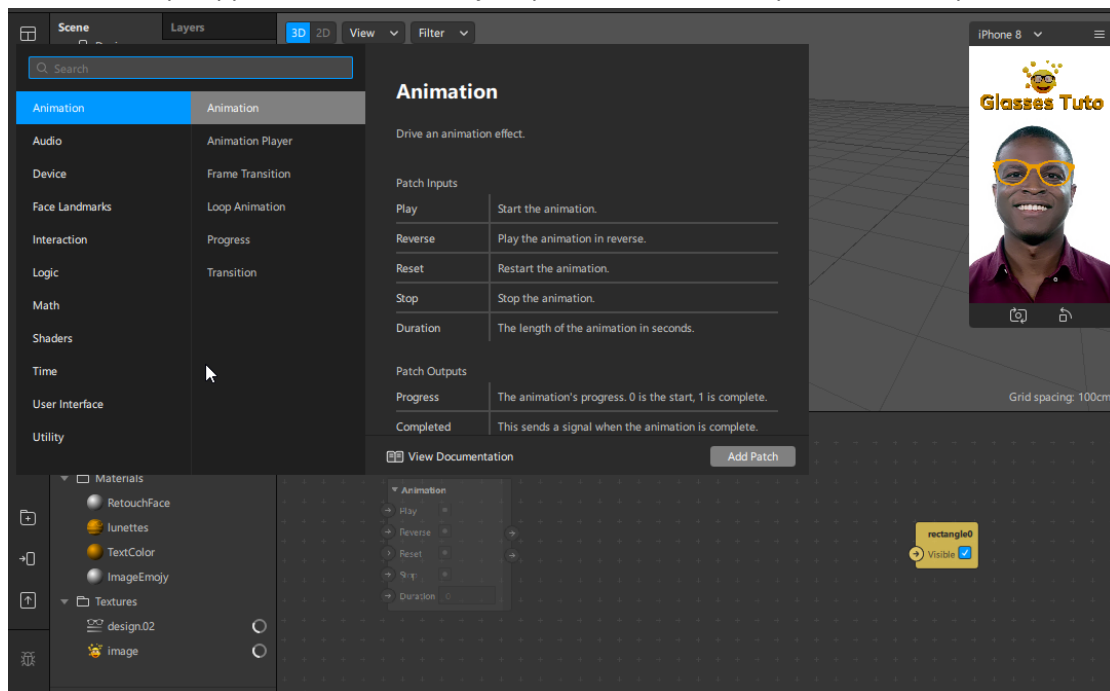 Scene
Layers
3D 2D View Filter
iPhone 8
Search
Glasses Tuto
Animation
Audio
Device
Face Landmarks
Interaction
Logic
Math
Shaders
Time
User Interface
Utility
Animation
Animation Player
Frame Transition
Loop Animation
Progress
Transition
Animation
Drive an animation effect.
Patch Inputs
Play Start the animation.
Reverse Play the animation in reverse.
Reset Restart the animation.
Stop Stop the animation.
Duration The length of the animation in seconds.
Patch Outputs
Progress The animation's progress. 0 is the start, 1 is complete.
Completed This sends a signal when the animation is complete.
View Documentation
Add Patch
Grid spacing: 100cm
Materials
RetouchFace
lunettes
TextColor
ImageEmojy
Textures
design.02
image
Animation
Play
Reverse
Reset
Stop
Duration
rectangle0
Visible